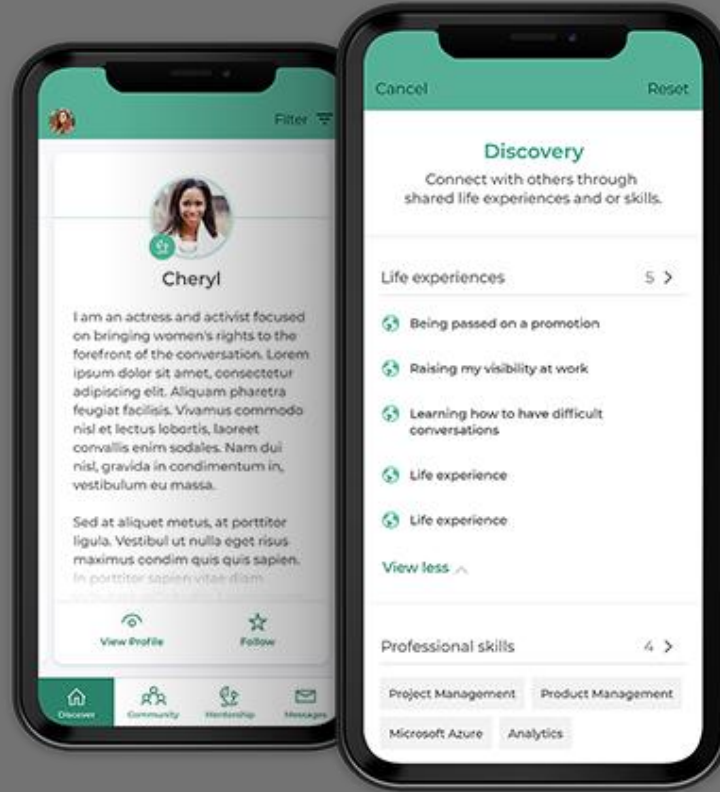 Filter
Cheryl
I am an actress and activist focused
on bringing women's rights to the
forefront of the conversation. Lorem
ipsum dolor sit amet, consectetur
adipiscing elit. Aliquam pharetra
feugiat facilisis. Vivamus commodo
nisl et lectus lobortis, laoreet
convallis enim sodales. Nam dui
nisl, gravida in condimentum in,
vestibulum eu massa.
Sed at aliquet metus, at porttitor
ligula. Vestibul ut nulla eget risus
maximus condim quis quis sapien.
In porttitor sapien vitae diam
View Profile
Follow
Discover
Community
Mentorship
Messages
Cancel
Reset
Discovery
Connect with others through
shared life experiences and or skills.
Life experiences 5
Being passed on a promotion
Raising my visibility at work
Learning how to have difficult
conversations
Life experience
Life experience
View less
Professional skills 4
Project Management
Product Management
Microsoft Azure
Analytics